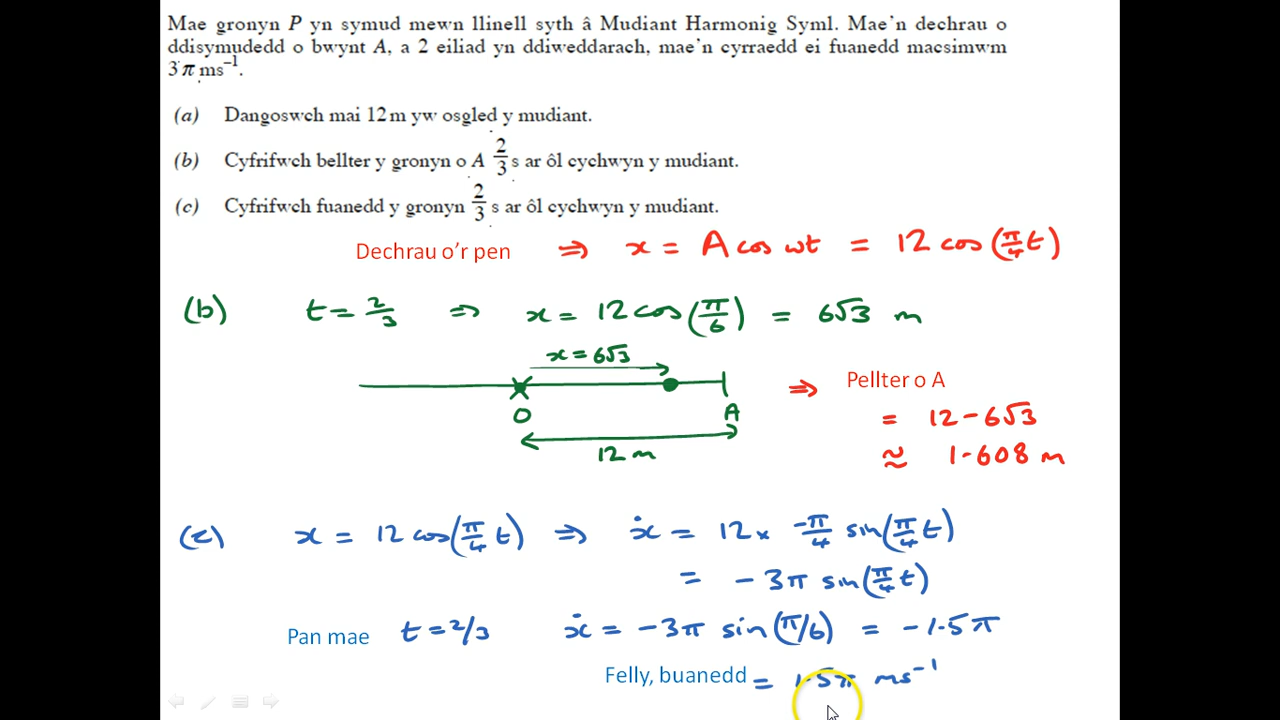 Mae gronyn P yn symud mewn llinell syth â Mudiant Harmonig Syml. Mae'n dechrau o
ddisymudedd o bwynt A, a 2 eiliad yn ddiweddarach, mae'n cyrraedd ei fuanedd macsimwm
3π ms⁻¹.
(a) Dangoswch mai 12 m yw osgled y mudiant.
(b) Cyfrifwch bellter y gronyn o A 2/3 s ar ôl cychwyn y mudiant.
(c) Cyfrifwch fuanedd y gronyn 2/3 s ar ôl cychwyn y mudiant.
Dechrau o'r pen ⇒ x = A cos ωt = 12 cos(π/4 t)
(b) t = 2/3 ⇒ x = 12 cos(π/6) = 6√3 m
x = 6√3
O A
12 m
⇒ Pellter o A
= 12 - 6√3
≈ 1.608 m
(c) x = 12 cos(π/4 t) ⇒ ẋ = 12 × -π/4 sin(π/4 t)
= -3π sin(π/4 t)
Pan mae t = 2/3 ẋ = -3π sin(π/6) = -1.5π
Felly, buanedd = 1.5π ms⁻¹